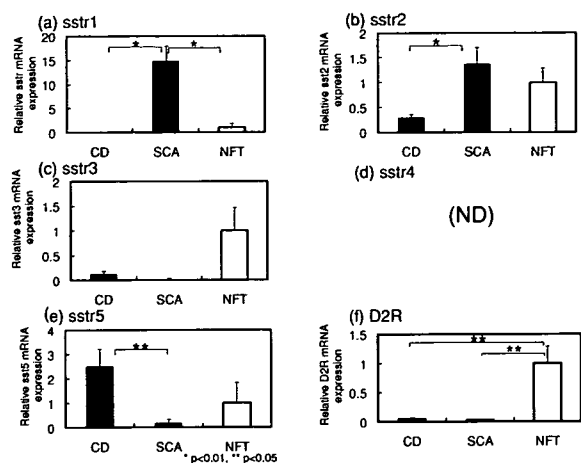 (a) sstr1
Relative sstr mRNA
expression
20
15
10
5
0
*
*
CD SCA NFT
(b) sstr2
Relative sst2 mRNA
expression
2
1.5
1
0.5
0
*
CD SCA NFT
(c) sstr3
Relative sst3 mRNA
expression
2
1.5
1
0.5
0
CD SCA NFT
(d) sstr4
(ND)
(e) sstr5
Relative sst5 mRNA
expression
4
3
2
1
0
**
CD SCA NFT
* p<0.01, ** p<0.05
(f) D2R
Relative D2R mRNA
expression
1.5
1
0.5
0
**
**
CD SCA NFT